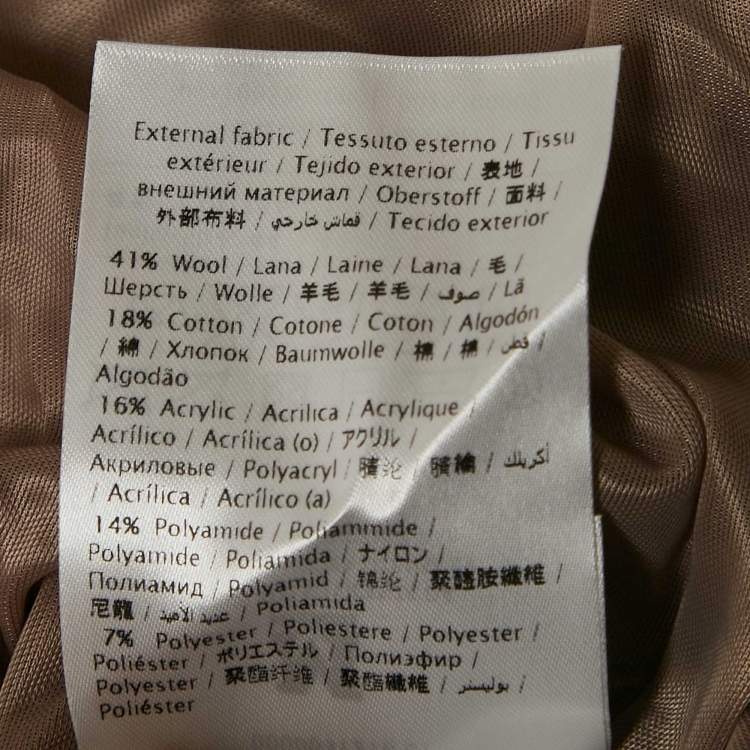 External fabric / Tessuto esterno / Tissu
extérieur / Tejido exterior / 表地 /
внешний материал / Oberstoff / 面料 /
外部布料 / قماش خارجي / Tecido exterior
41% Wool / Lana / Laine / Lana / 毛 /
Шерсть / Wolle / 羊毛 / 羊毛 / صوف / Lã
18% Cotton / Cotone / Coton / Algodón
/ 綿 / Хлопок / Baumwolle / 棉 / 棉 / قطن /
Algodão
16% Acrylic / Acrilica / Acrylique /
Acrílico / Acrílica (o) / アクリル /
Акриловые / Polyacryl / 腈纶 / 腈綸 / أكريلك
/ Acrílica / Acrílico (a)
14% Polyamide / Poliammide /
Polyamide / Poliamida / ナイロン /
Полиамид / Polyamid / 锦纶 / 聚醯胺纖維 /
尼龍 / عديد الأميد / Poliamida
7% Polyester / Poliestere / Polyester /
Poliéster / ポリエステル / Полиэфир /
Polyester / 聚酯纤维 / 聚酯纖維 / بوليستر /
Poliéster